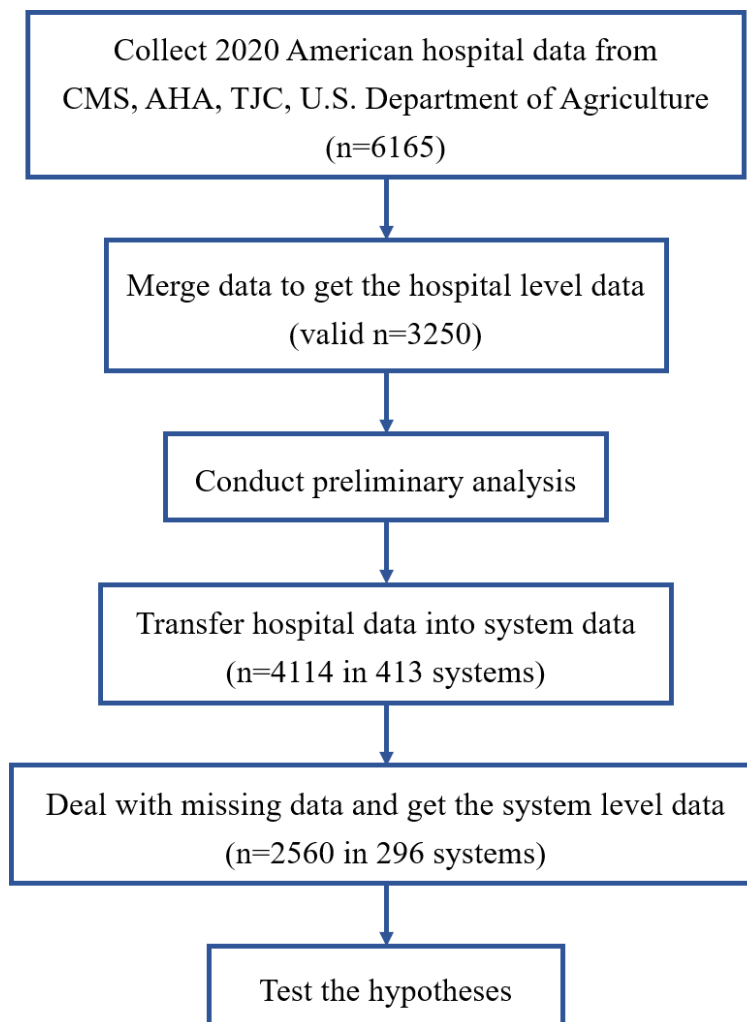 Collect 2020 American hospital data from
CMS, AHA, TJC, U.S. Department of Agriculture
(n=6165)
Merge data to get the hospital level data
(valid n=3250)
Conduct preliminary analysis
Transfer hospital data into system data
(n=4114 in 413 systems)
Deal with missing data and get the system level data
(n=2560 in 296 systems)
Test the hypotheses